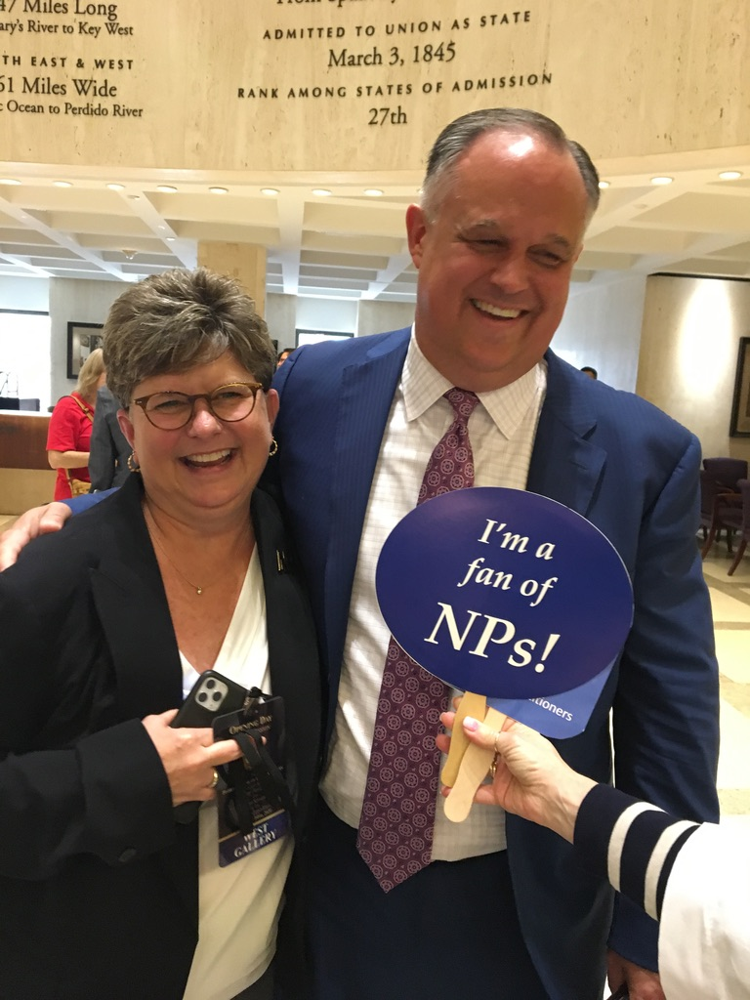 47 Miles Long
ary's River to Key West
TH EAST & WEST
61 Miles Wide
c Ocean to Perdido River
ADMITTED TO UNION AS STATE
March 3, 1845
RANK AMONG STATES OF ADMISSION
27th
I'm a
fan of
NPs!
itioners
OPENING DAY
WEST
GALLERY